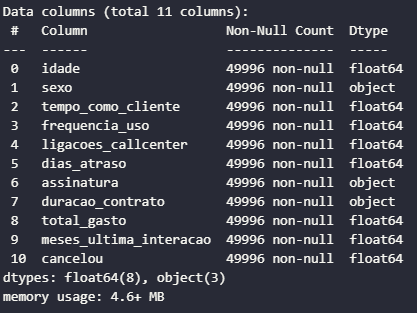 Data columns (total 11 columns):
 #   Column                  Non-Null Count  Dtype
---  ------                  --------------  -----
 0   idade                   49996 non-null  float64
 1   sexo                    49996 non-null  object
 2   tempo_como_cliente      49996 non-null  float64
 3   frequencia_uso          49996 non-null  float64
 4   ligacoes_callcenter     49996 non-null  float64
 5   dias_atraso             49996 non-null  float64
 6   assinatura              49996 non-null  object
 7   duracao_contrato        49996 non-null  object
 8   total_gasto             49996 non-null  float64
 9   meses_ultima_interacao  49996 non-null  float64
 10  cancelou                49996 non-null  float64
dtypes: float64(8), object(3)
memory usage: 4.6+ MB